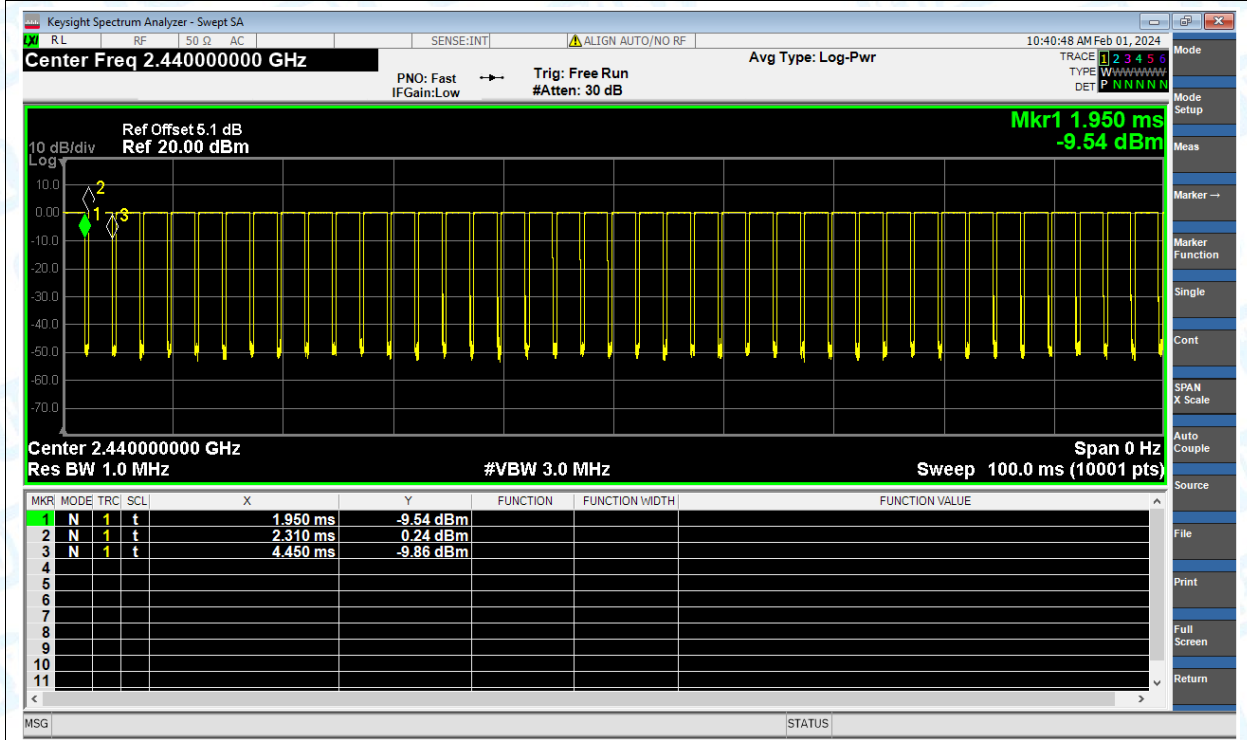 Keysight Spectrum Analyzer - Swept SA
LXI RL RF 50 Ω AC SENSE:INT ALIGN AUTO/NO RF 10:40:48 AM Feb 01, 2024
Center Freq 2.440000000 GHz
PNO: Fast
IFGain:Low
Trig: Free Run
#Atten: 30 dB
Avg Type: Log-Pwr
TRACE 1 2 3 4 5 6
TYPE W
DET P N N N N N
Mkr1 1.950 ms
-9.54 dBm
Ref Offset 5.1 dB
10 dB/div Ref 20.00 dBm
Log
10.0
0.00
-10.0
-20.0
-30.0
-40.0
-50.0
-60.0
-70.0
2
1
3
Center 2.440000000 GHz Span 0 Hz
Res BW 1.0 MHz #VBW 3.0 MHz Sweep 100.0 ms (10001 pts)
MKR MODE TRC SCL X Y FUNCTION FUNCTION WIDTH FUNCTION VALUE
1 N 1 t 1.950 ms -9.54 dBm
2 N 1 t 2.310 ms 0.24 dBm
3 N 1 t 4.450 ms -9.86 dBm
4
5
6
7
8
9
10
11
MSG STATUS
Mode
Mode
Setup
Meas
Marker →
Marker
Function
Single
Cont
SPAN
X Scale
Auto
Couple
Source
File
Print
Full
Screen
Return